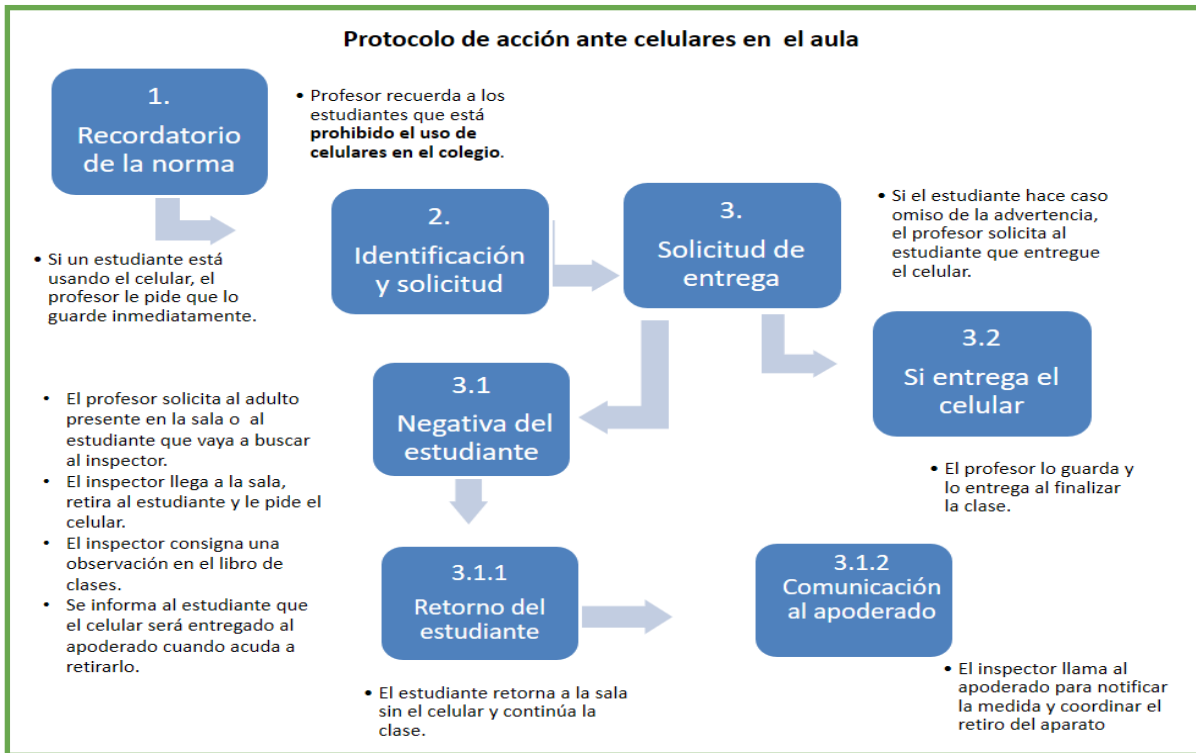 Protocolo de acción ante celulares en el aula
1.
Recordatorio
de la norma
• Profesor recuerda a los
estudiantes que está
prohibido el uso de
celulares en el colegio.
2.
Identificación
y solicitud
• Si un estudiante está
usando el celular, el
profesor le pide que lo
guarde inmediatamente.
3.
Solicitud de
entrega
• Si el estudiante hace caso
omiso de la advertencia,
el profesor solicita al
estudiante que entregue
el celular.
3.1
Negativa del
estudiante
• El profesor solicita al adulto
presente en la sala o al
estudiante que vaya a buscar
al inspector.
• El inspector llega a la sala,
retira al estudiante y le pide el
celular.
• El inspector consigna una
observación en el libro de
clases.
• Se informa al estudiante que
el celular será entregado al
apoderado cuando acuda a
retirarlo.
3.2
Si entrega el
celular
• El profesor lo guarda y
lo entrega al finalizar
la clase.
3.1.1
Retorno del
estudiante
• El estudiante retorna a la sala
sin el celular y continúa la
clase.
3.1.2
Comunicación
al apoderado
• El inspector llama al
apoderado para notificar
la medida y coordinar el
retiro del aparato